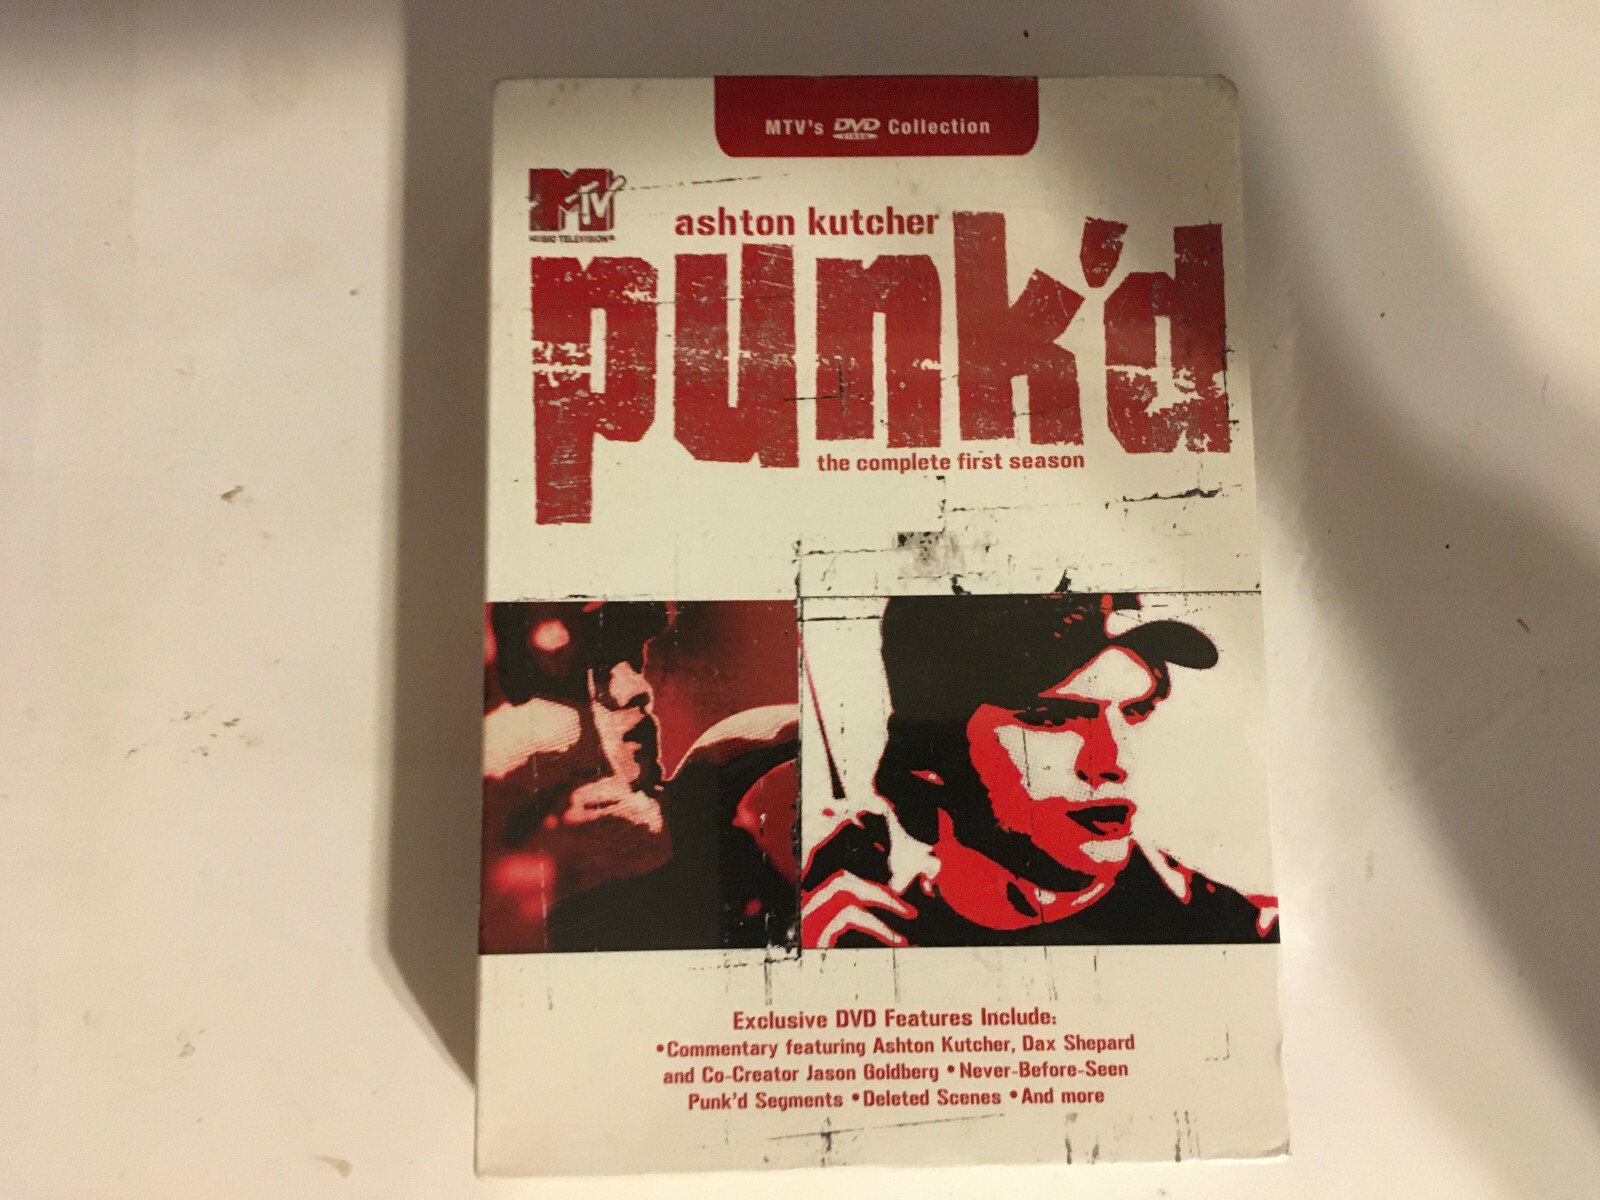 MTV's DVD VIDEO Collection
MTV
MUSIC TELEVISION®
ashton kutcher
punk'd
the complete first season
Exclusive DVD Features Include:
•Commentary featuring Ashton Kutcher, Dax Shepard
and Co-Creator Jason Goldberg •Never-Before-Seen
Punk'd Segments •Deleted Scenes •And more